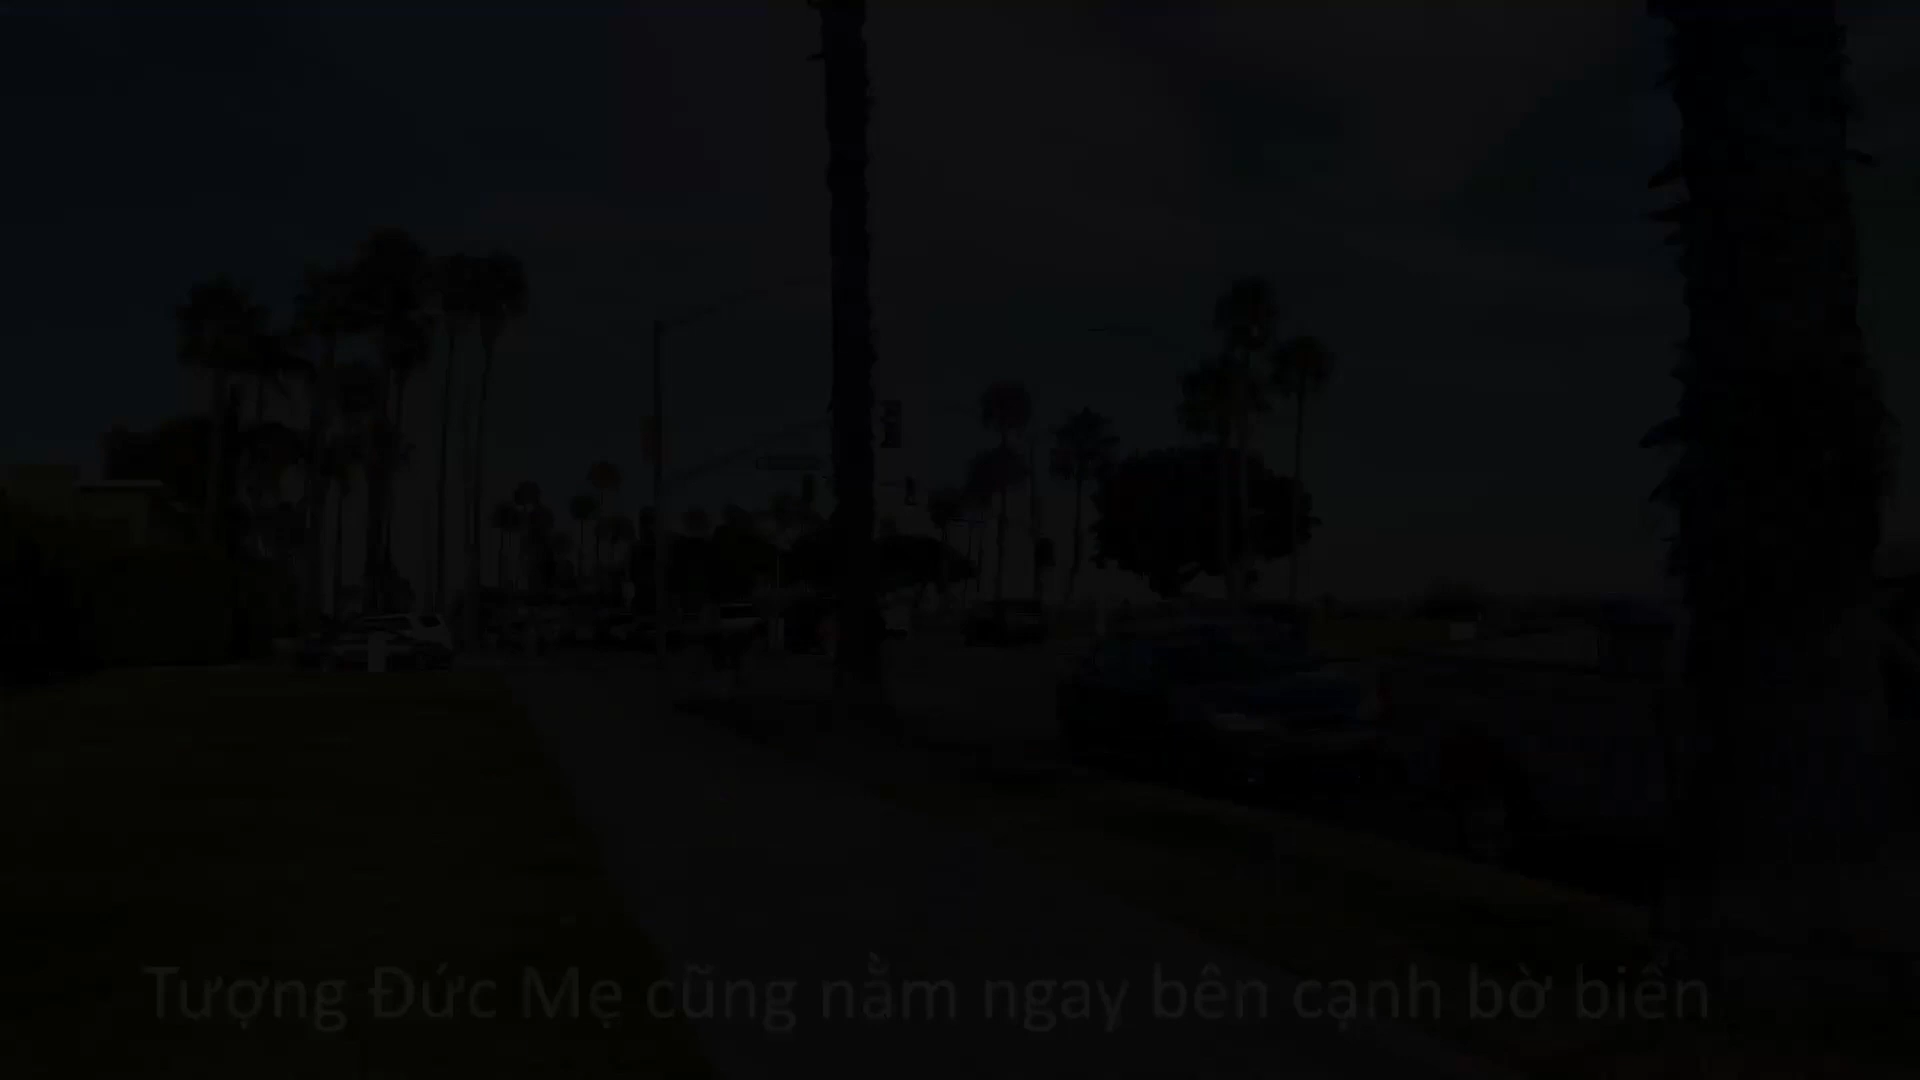 Tượng Đức Mẹ cũng nằm ngay bên cạnh bờ biển